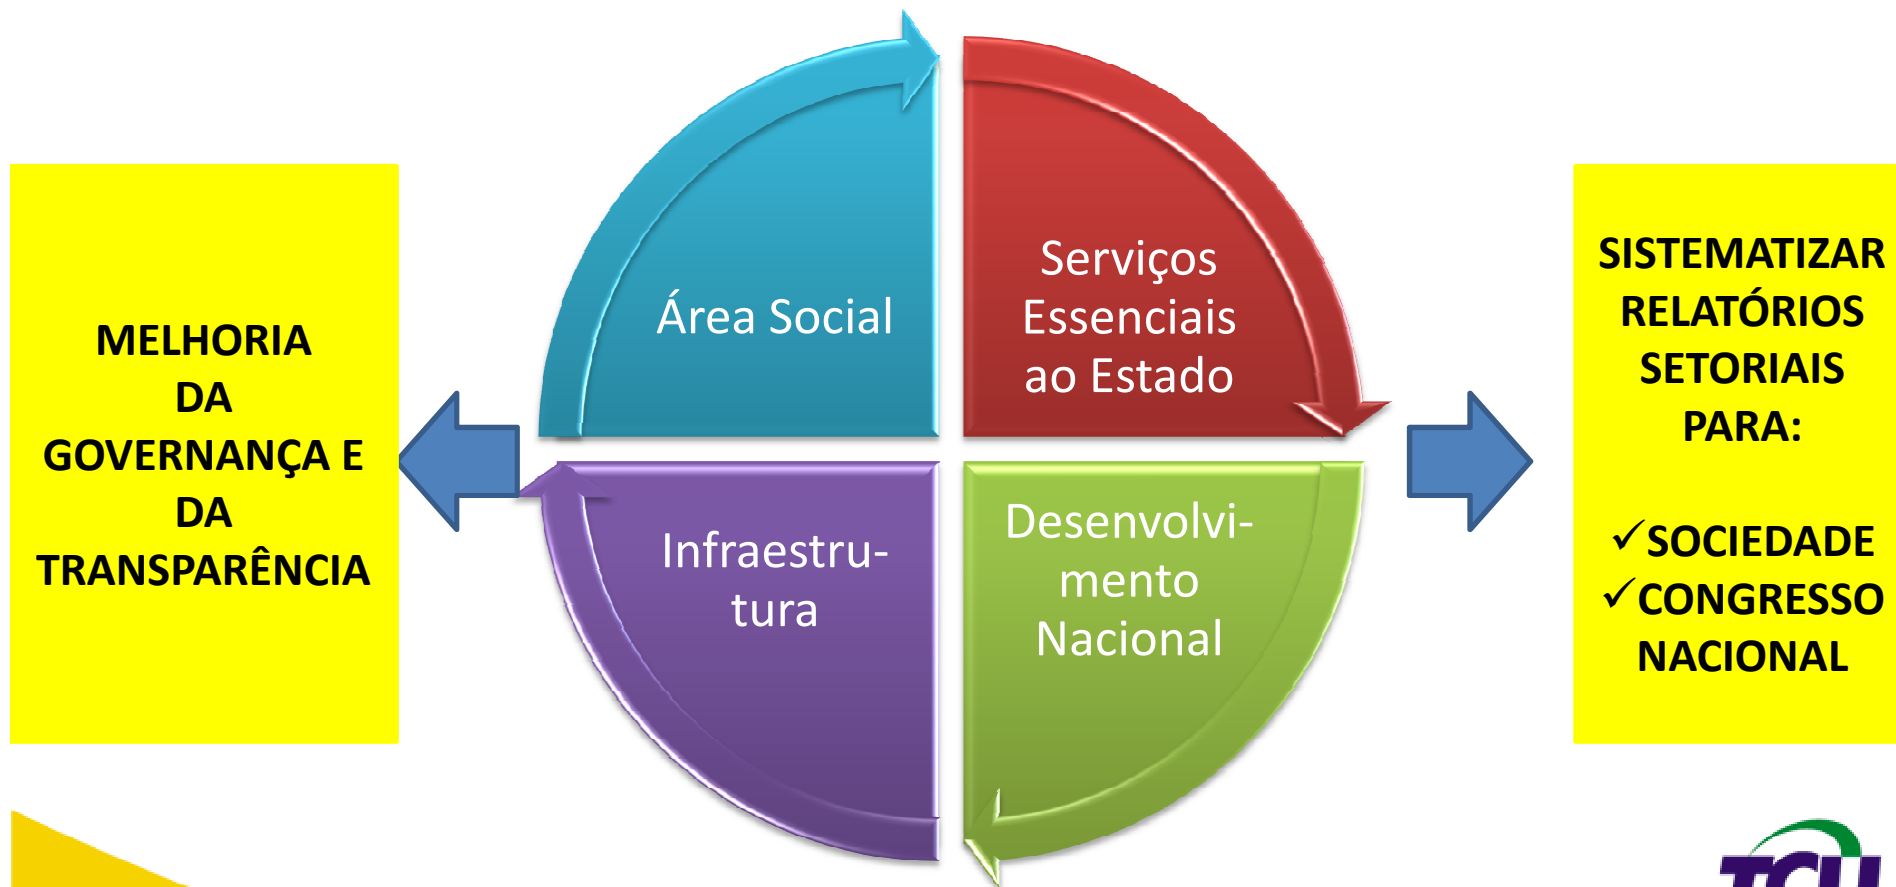 MELHORIA
DA
GOVERNANÇA E
DA
TRANSPARÊNCIA
Área Social
Serviços
Essenciais
ao Estado
Infraestru-
tura
Desenvolvi-
mento
Nacional
SISTEMATIZAR
RELATÓRIOS
SETORIAIS
PARA:
✓SOCIEDADE
✓CONGRESSO
NACIONAL
TCU